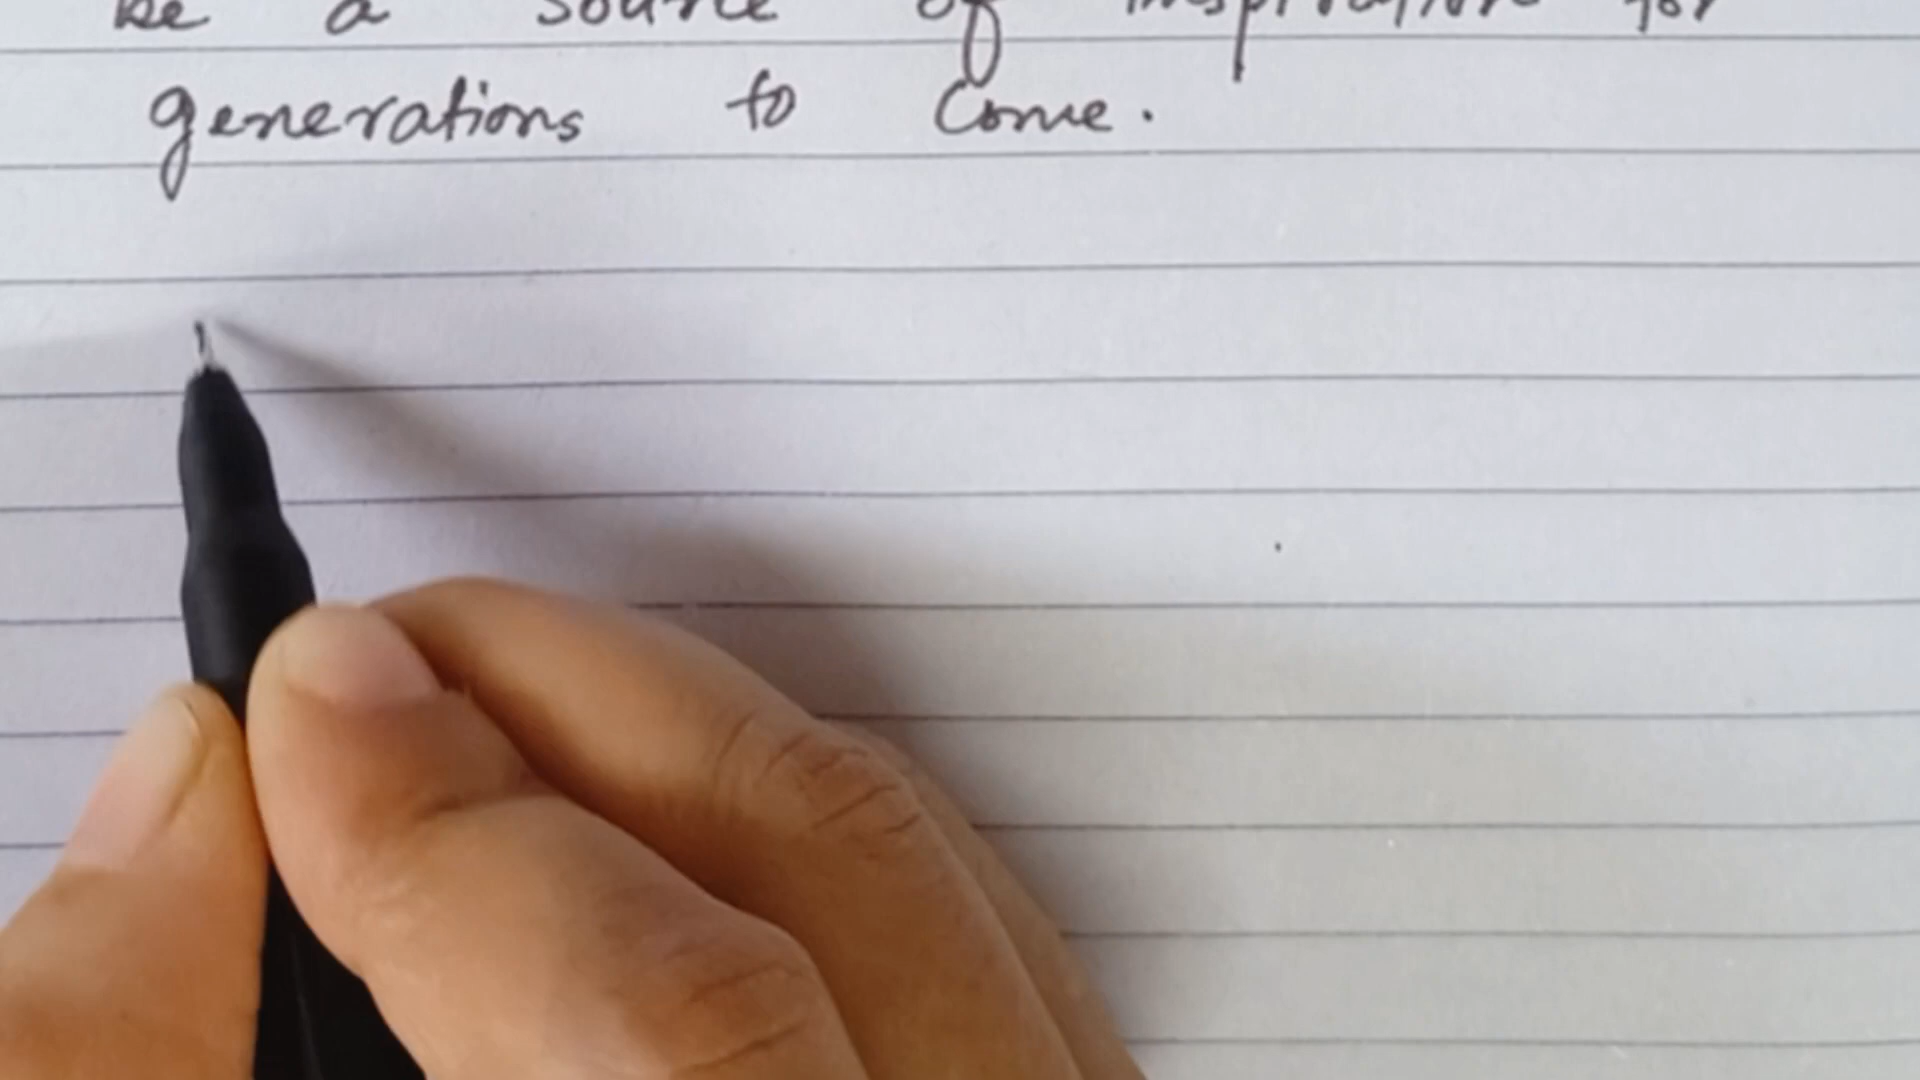 be a source of inspiration for
generations to come.